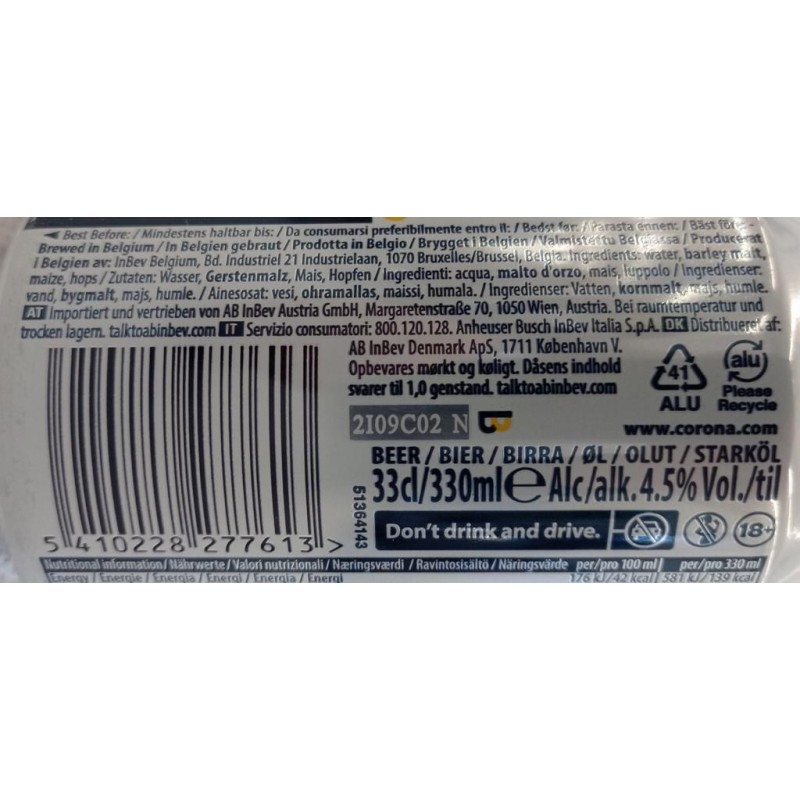 ◄ Best Before: / Mindestens haltbar bis: / Da consumarsi preferibilmente entro il: / Bedst før: / Parasta ennen: / Bäst före:
Brewed in Belgium / In Belgien gebraut / Prodotta in Belgio / Brygget i Belgien / Valmistettu Belgiassa / Producerat
i Belgien av: InBev Belgium, Bd. Industriel 21 Industrielaan, 1070 Bruxelles/Brussel, Belgia. Ingredients: water, barley malt,
maize, hops / Zutaten: Wasser, Gerstenmalz, Mais, Hopfen / Ingredienti: acqua, malto d'orzo, mais, luppolo / Ingredienser:
vand, bygmalt, majs, humle. / Ainesosat: vesi, ohramallas, maissi, humala. / Ingredienser: Vatten, kornmalt, majs, humle.
AT Importiert und vertrieben von AB InBev Austria GmbH, Margaretenstraße 70, 1050 Wien, Austria. Bei raumtemperatur und
trocken lagern. talktoabinbev.com IT Servizio consumatori: 800.120.128. Anheuser Busch InBev Italia S.p.A. DK Distribueret af:
AB InBev Denmark ApS, 1711 København V.
Opbevares mørkt og køligt. Dåsens indhold
svarer til 1,0 genstand. talktoabinbev.com
41
ALU
alu
Please
Recycle
2I09C02 N
www.corona.com
BEER / BIER / BIRRA / ØL / OLUT / STARKÖL
33cl/330ml e Alc/alk. 4.5% Vol./til
51364143
Don't drink and drive.
18+
5 410228 277613 >
Nutritional information / Nährwerte / Valori nutrizionali / Næringsværdi / Ravintosisältö / Näringsvärde per/pro 100 ml per/pro 330 ml
Energy / Energie / Energia / Energi / Energia / Energi 176 kJ/42 kcal 581 kJ/139 kcal